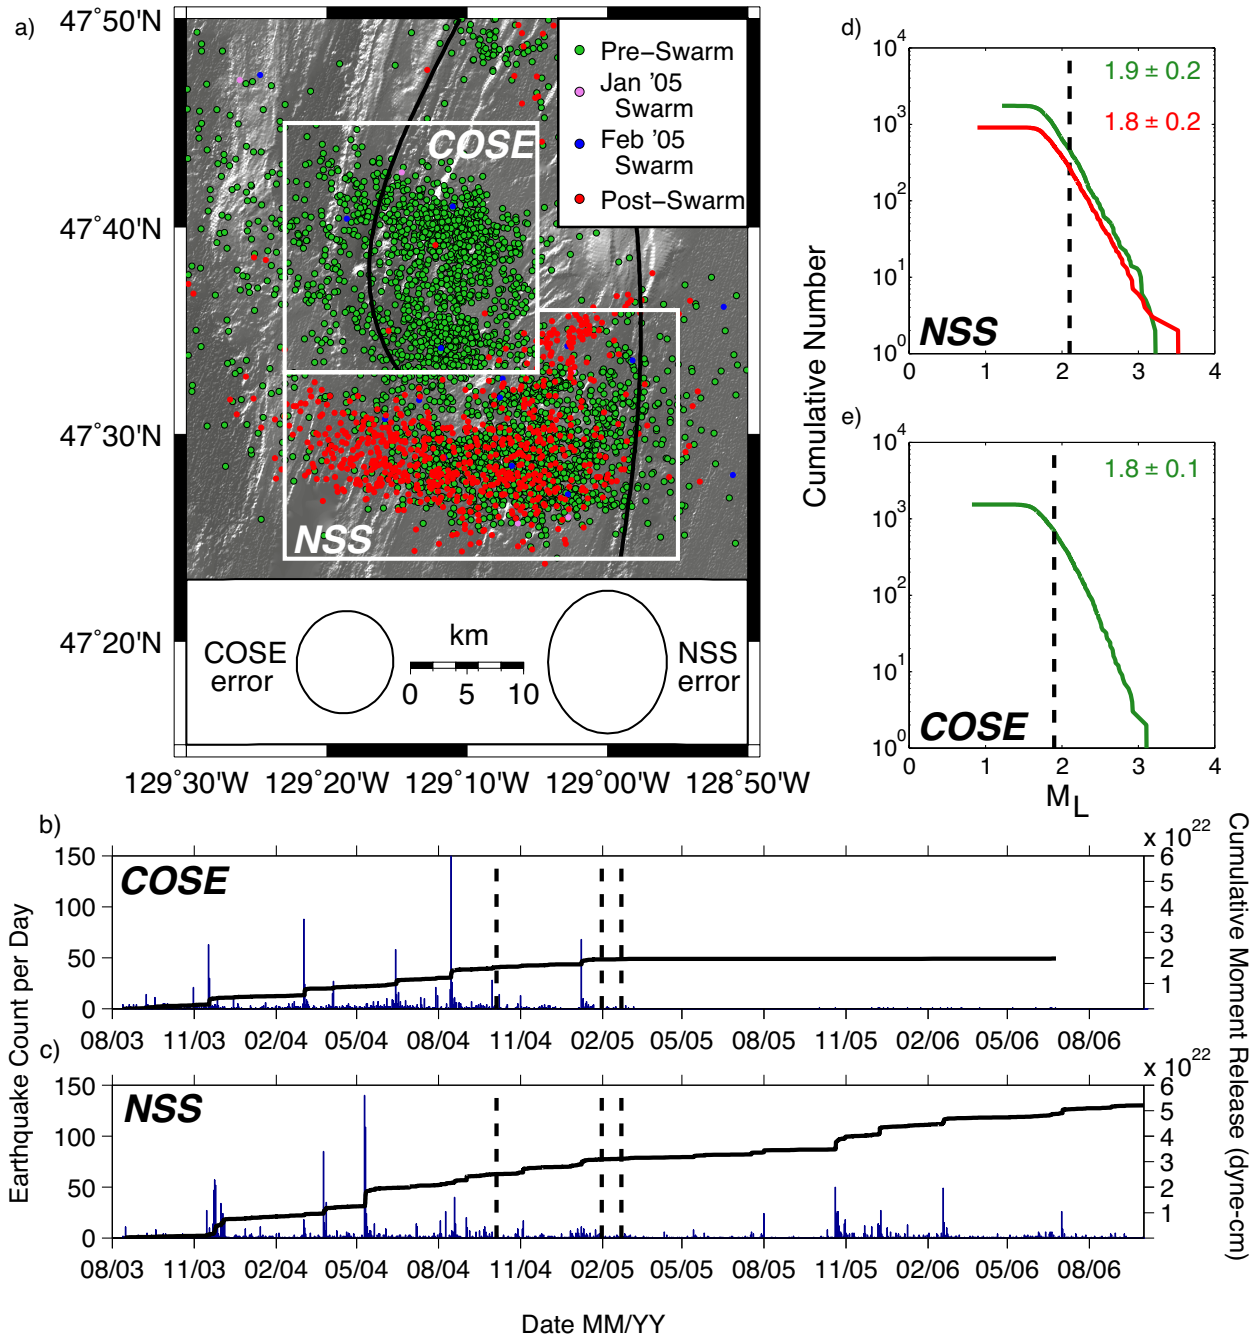 a)
47°50'N
47°40'N
47°30'N
47°20'N
Pre–Swarm
Jan '05
Swarm
Feb '05
Swarm
Post–Swarm
COSE
NSS
COSE
error
km
0 5 10
NSS
error
129°30'W 129°20'W 129°10'W 129°00'W 128°50'W
d)
10^4
10^3
10^2
10^1
10^0
1.9 ± 0.2
1.8 ± 0.2
NSS
0 1 2 3 4
Cumulative Number
e)
10^4
10^3
10^2
10^1
10^0
1.8 ± 0.1
COSE
0 1 2 3 4
M_L
b)
COSE
150
100
50
0
x 10^22
6
5
4
3
2
1
08/03 11/03 02/04 05/04 08/04 11/04 02/05 05/05 08/05 11/05 02/06 05/06 08/06
c)
NSS
150
100
50
0
x 10^22
6
5
4
3
2
1
08/03 11/03 02/04 05/04 08/04 11/04 02/05 05/05 08/05 11/05 02/06 05/06 08/06
Earthquake Count per Day
Cumulative Moment Release (dyne-cm)
Date MM/YY